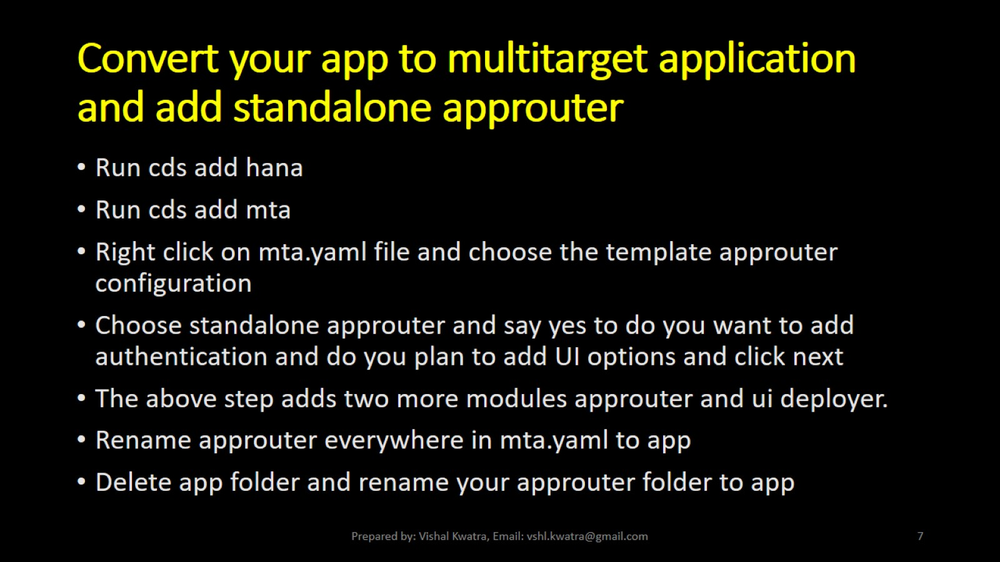 Convert your app to multitarget application
and add standalone approuter
• Run cds add hana
• Run cds add mta
• Right click on mta.yaml file and choose the template approuter
configuration
• Choose standalone approuter and say yes to do you want to add
authentication and do you plan to add UI options and click next
• The above step adds two more modules approuter and ui deployer.
• Rename approuter everywhere in mta.yaml to app
• Delete app folder and rename your approuter folder to app
Prepared by: Vishal Kwatra, Email: vshl.kwatra@gmail.com
7